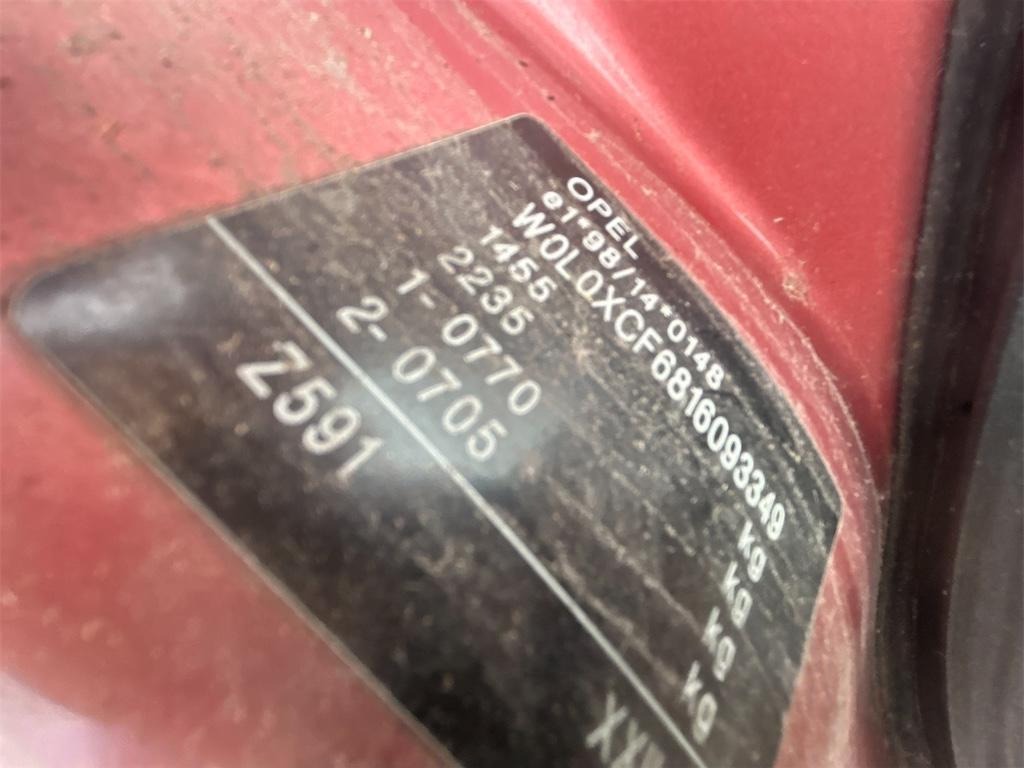 OPEL
e1*98/14*0148
W0L0XCF6816093349
1455 kg
2235 kg
1- 0770 kg
2- 0705 kg
Z591